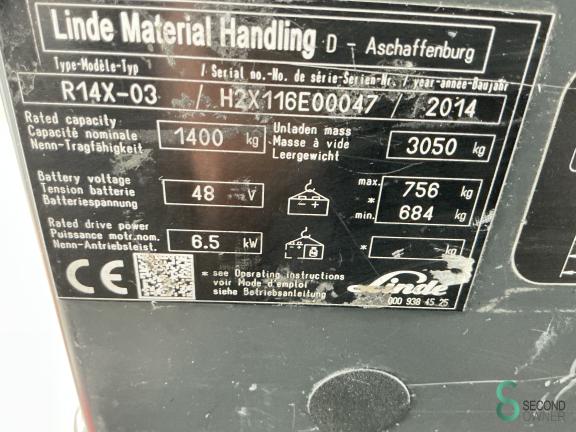 Linde Material Handling D - Aschaffenburg
Type-Modèle-Typ / Serial no.-No. de série-Serien-Nr. / year-année-Baujahr
R14X-03 / H2X116E00047 / 2014
Rated capacity
Capacité nominale
Nenn-Tragfähigkeit
1400 kg
Unladen mass
Masse à vide
Leergewicht
3050 kg
Battery voltage
Tension batterie
Batteriespannung
48 V
- +
max. 756 kg
*
min. 684 kg
Rated drive power
Puissance motr.nom.
Nenn-Antriebsleist.
6.5 kW
* kg
CE
* see Operating instructions
voir Mode d'emploi
siehe Betriebsanleitung
Linde
000 938 45 25
SECOND
OWNER